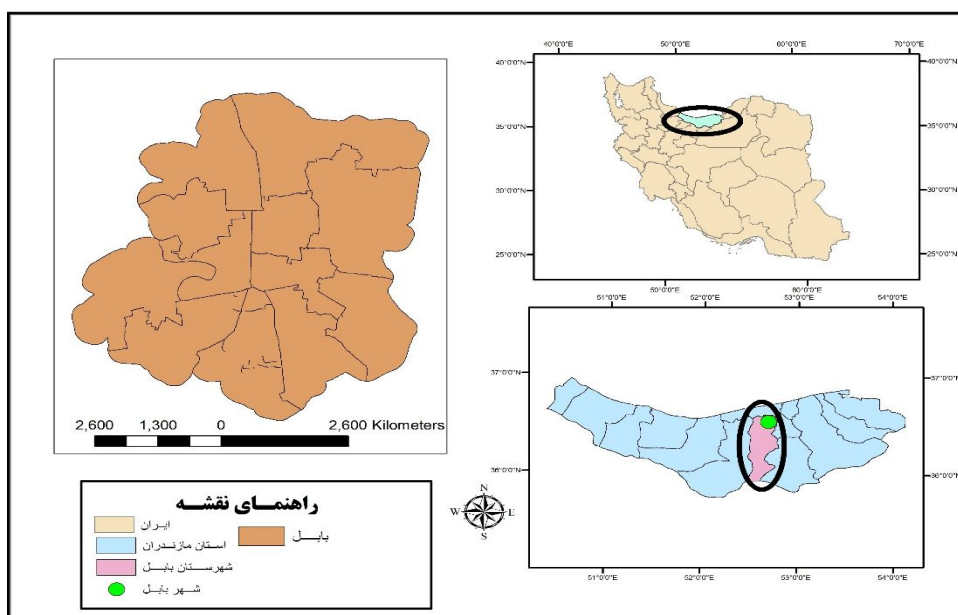 40°0'0"E 50°0'0"E 60°0'0"E 70°0'0"E
40°0'0"N 40°0'0"N
35°0'0"N 35°0'0"N
30°0'0"N 30°0'0"N
25°0'0"N 25°0'0"N
50°0'0"E 60°0'0"E
51°0'0"E 52°0'0"E 53°0'0"E 54°0'0"E
37°0'0"N 37°0'0"N
36°0'0"N 36°0'0"N
51°0'0"E 52°0'0"E 53°0'0"E 54°0'0"E
2,600 1,300 0 2,600 Kilometers
N
W E
S
راهنمای نقشه
ایران
استان مازندران
شهرستان بابل
شهر بابل
بابل